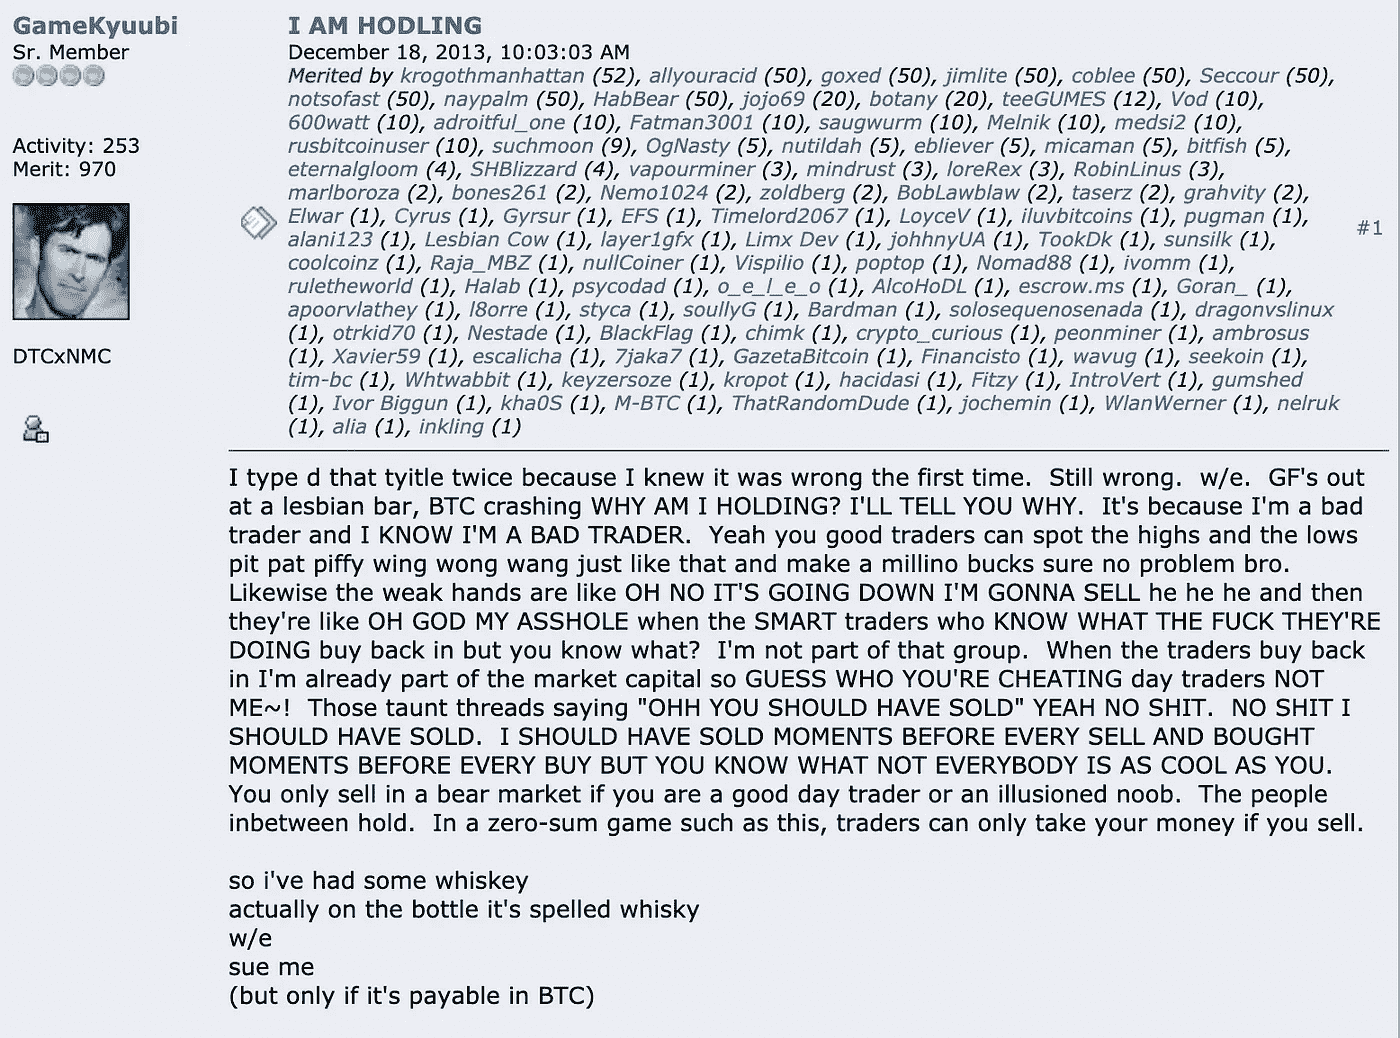 GameKyuubi
Sr. Member
Activity: 253
Merit: 970
DTCxNMC
I AM HODLING
December 18, 2013, 10:03:03 AM
Merited by krogothmanhattan (52), allyouracid (50), goxed (50), jimlite (50), coblee (50), Seccour (50),
notsofast (50), naypalm (50), HabBear (50), jojo69 (20), botany (20), teeGUMES (12), Vod (10),
600watt (10), adroitful_one (10), Fatman3001 (10), saugwurm (10), Melnik (10), medsi2 (10),
rusbitcoinuser (10), suchmoon (9), OgNasty (5), nutildah (5), ebliever (5), micaman (5), bitfish (5),
eternalgloom (4), SHBlizzard (4), vapourminer (3), mindrust (3), loreRex (3), RobinLinus (3),
marlboroza (2), bones261 (2), Nemo1024 (2), zoldberg (2), BobLawblaw (2), taserz (2), grahvity (2),
Elwar (1), Cyrus (1), Gyrsur (1), EFS (1), Timelord2067 (1), LoyceV (1), iluvbitcoins (1), pugman (1),
#1
alani123 (1), Lesbian Cow (1), layer1gfx (1), Limx Dev (1), johhnyUA (1), TookDk (1), sunsilk (1),
coolcoinz (1), Raja_MBZ (1), nullCoiner (1), Vispilio (1), poptop (1), Nomad88 (1), ivomm (1),
ruletheworld (1), Halab (1), psycodad (1), o_e_l_e_o (1), AlcoHoDL (1), escrow.ms (1), Goran_ (1),
apoorvlathey (1), l8orre (1), styca (1), soullyG (1), Bardman (1), solosequenosenada (1), dragonvslinux
(1), otrkid70 (1), Nestade (1), BlackFlag (1), chimk (1), crypto_curious (1), peonminer (1), ambrosus
(1), Xavier59 (1), escalicha (1), 7jaka7 (1), GazetaBitcoin (1), Financisto (1), wavug (1), seekoin (1),
tim-bc (1), Whtwabbit (1), keyzersoze (1), kropot (1), hacidasi (1), Fitzy (1), IntroVert (1), gumshed
(1), Ivor Biggun (1), kha0S (1), M-BTC (1), ThatRandomDude (1), jochemin (1), WlanWerner (1), nelruk
(1), alia (1), inkling (1)
I type d that tyitle twice because I knew it was wrong the first time.  Still wrong.  w/e.  GF's out
at a lesbian bar, BTC crashing WHY AM I HOLDING? I'LL TELL YOU WHY.  It's because I'm a bad
trader and I KNOW I'M A BAD TRADER.  Yeah you good traders can spot the highs and the lows
pit pat piffy wing wong wang just like that and make a millino bucks sure no problem bro.
Likewise the weak hands are like OH NO IT'S GOING DOWN I'M GONNA SELL he he he and then
they're like OH GOD MY ASSHOLE when the SMART traders who KNOW WHAT THE FUCK THEY'RE
DOING buy back in but you know what?  I'm not part of that group.  When the traders buy back
in I'm already part of the market capital so GUESS WHO YOU'RE CHEATING day traders NOT
ME~!  Those taunt threads saying "OHH YOU SHOULD HAVE SOLD" YEAH NO SHIT.  NO SHIT I
SHOULD HAVE SOLD.  I SHOULD HAVE SOLD MOMENTS BEFORE EVERY SELL AND BOUGHT
MOMENTS BEFORE EVERY BUY BUT YOU KNOW WHAT NOT EVERYBODY IS AS COOL AS YOU.
You only sell in a bear market if you are a good day trader or an illusioned noob.  The people
inbetween hold.  In a zero-sum game such as this, traders can only take your money if you sell.
so i've had some whiskey
actually on the bottle it's spelled whisky
w/e
sue me
(but only if it's payable in BTC)